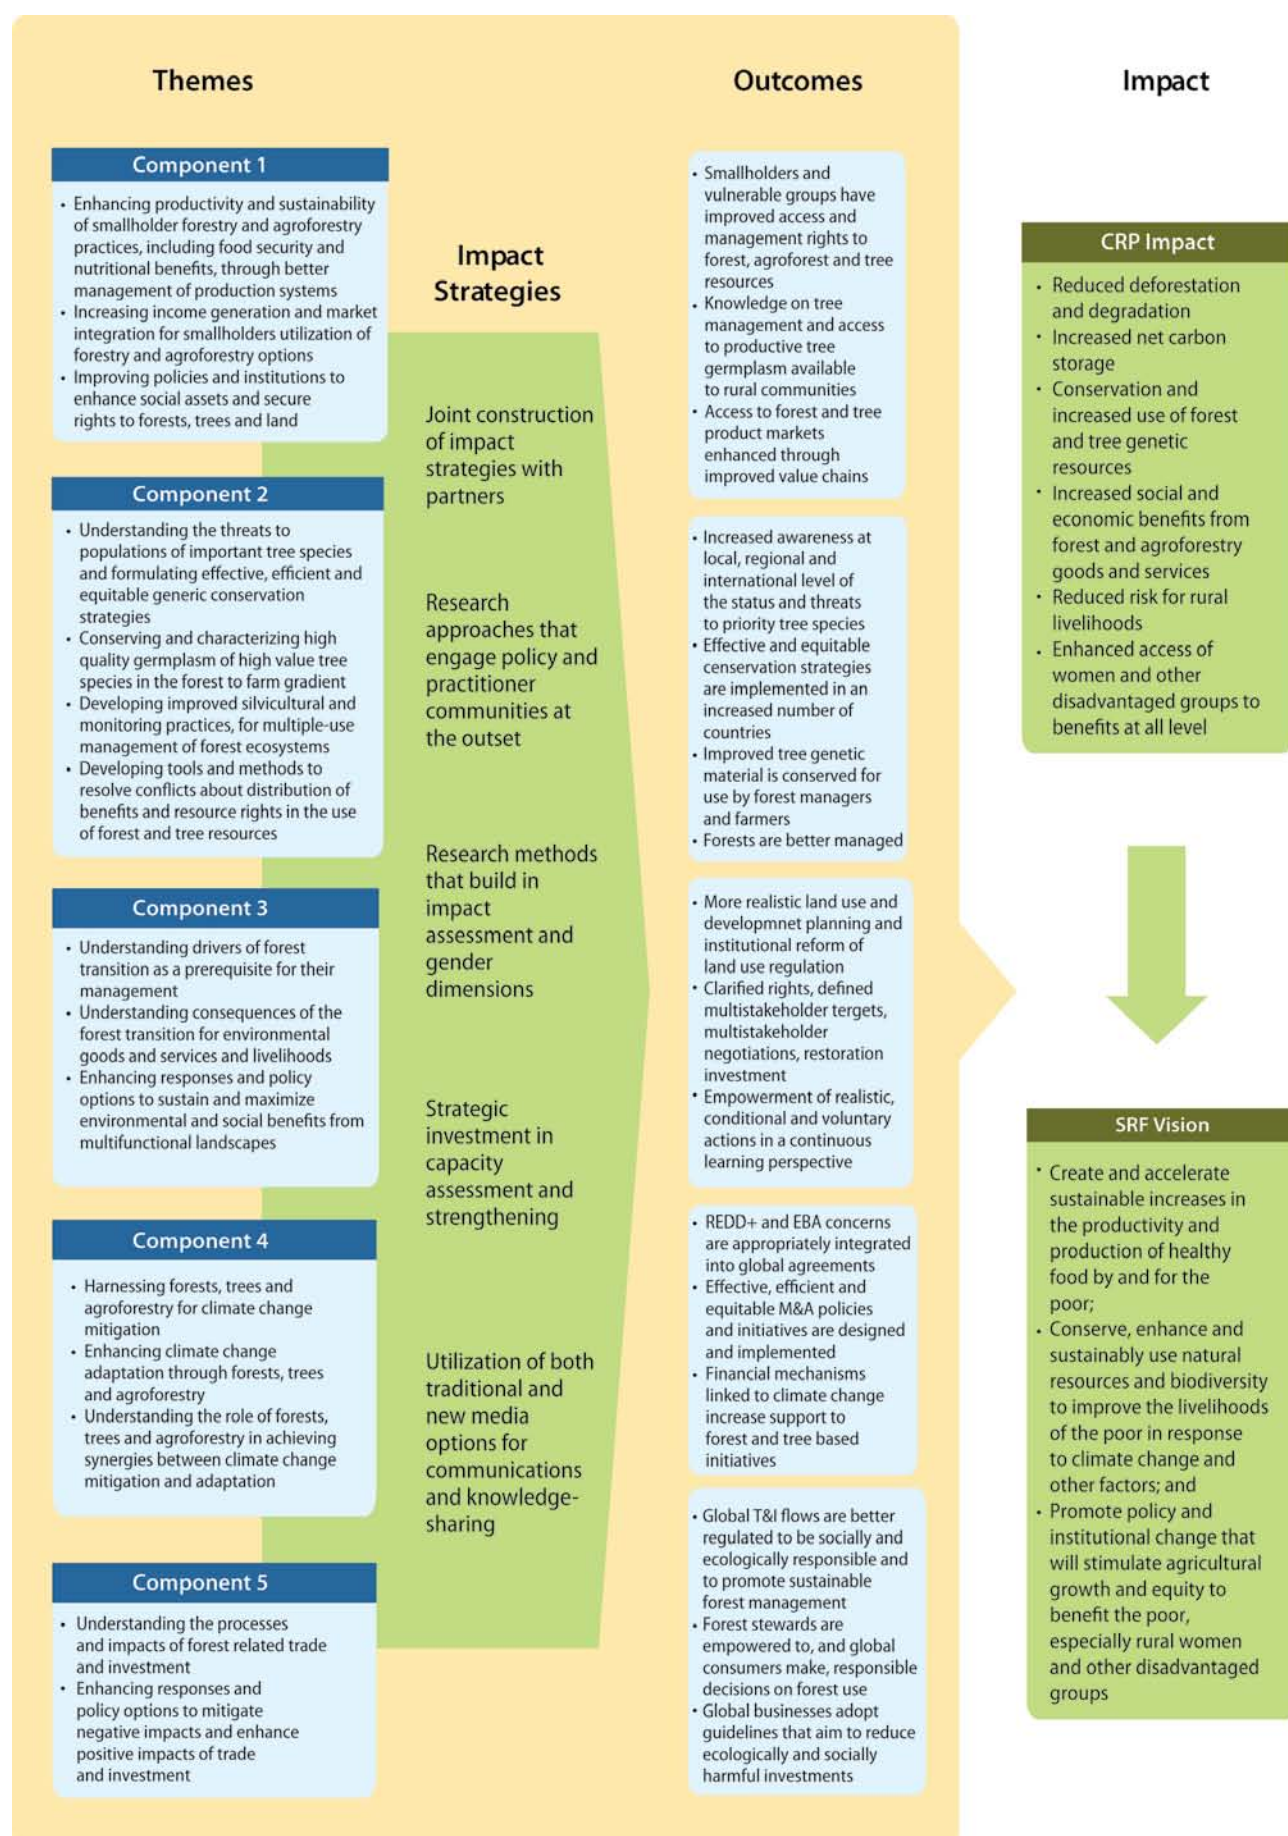 Themes
Component 1
• Enhancing productivity and sustainability
of smallholder forestry and agroforestry
practices, including food security and
nutritional benefits, through better
management of production systems
• Increasing income generation and market
integration for smallholders utilization of
forestry and agroforestry options
• Improving policies and institutions to
enhance social assets and secure
rights to forests, trees and land
Component 2
• Understanding the threats to
populations of important tree species
and formulating effective, efficient and
equitable generic conservation
strategies
• Conserving and characterizing high
quality germplasm of high value tree
species in the forest to farm gradient
• Developing improved silvicultural and
monitoring practices, for multiple-use
management of forest ecosystems
• Developing tools and methods to
resolve conflicts about distribution of
benefits and resource rights in the use
of forest and tree resources
Component 3
• Understanding drivers of forest
transition as a prerequisite for their
management
• Understanding consequences of the
forest transition for environmental
goods and services and livelihoods
• Enhancing responses and policy
options to sustain and maximize
environmental and social benefits from
multifunctional landscapes
Component 4
• Harnessing forests, trees and
agroforestry for climate change
mitigation
• Enhancing climate change
adaptation through forests, trees
and agroforestry
• Understanding the role of forests,
trees and agroforestry in achieving
synergies between climate change
mitigation and adaptation
Component 5
• Understanding the processes
and impacts of forest related trade
and investment
• Enhancing responses and
policy options to mitigate
negative impacts and enhance
positive impacts of trade
and investment
Impact
Strategies
Joint construction
of impact
strategies with
partners
Research
approaches that
engage policy and
practitioner
communities at
the outset
Research methods
that build in
impact
assessment and
gender
dimensions
Strategic
investment in
capacity
assessment and
strengthening
Utilization of both
traditional and
new media
options for
communications
and knowledge-
sharing
Outcomes
• Smallholders and
vulnerable groups have
improved access and
management rights to
forest, agroforest and tree
resources
• Knowledge on tree
management and access
to productive tree
germplasm available
to rural communities
• Access to forest and tree
product markets
enhanced through
improved value chains
• Increased awareness at
local, regional and
international level of
the status and threats
to priority tree species
• Effective and equitable
censervation strategies
are implemented in an
increased number of
countries
• Improved tree genetic
material is conserved for
use by forest managers
and farmers
• Forests are better managed
• More realistic land use and
developmnet planning and
institutional reform of
land use regulation
• Clarified rights, defined
multistakeholder tergets,
multistakeholder
negotiations, restoration
investment
• Empowerment of realistic,
conditional and voluntary
actions in a continuous
learning perspective
• REDD+ and EBA concerns
are appropriately integrated
into global agreements
• Effective, efficient and
equitable M&A policies
and initiatives are designed
and implemented
• Financial mechanisms
linked to climate change
increase support to
forest and tree based
initiatives
• Global T&I flows are better
regulated to be socially and
ecologically responsible and
to promote sustainable
forest management
• Forest stewards are
empowered to, and global
consumers make, responsible
decisions on forest use
• Global businesses adopt
guidelines that aim to reduce
ecologically and socially
harmful investments
Impact
CRP Impact
• Reduced deforestation
and degradation
• Increased net carbon
storage
• Conservation and
increased use of forest
and tree genetic
resources
• Increased social and
economic benefits from
forest and agroforestry
goods and services
• Reduced risk for rural
livelihoods
• Enhanced access of
women and other
disadvantaged groups to
benefits at all level
SRF Vision
• Create and accelerate
sustainable increases in
the productivity and
production of healthy
food by and for the
poor;
• Conserve, enhance and
sustainably use natural
resources and biodiversity
to improve the livelihoods
of the poor in response
to climate change and
other factors; and
• Promote policy and
institutional change that
will stimulate agricultural
growth and equity to
benefit the poor,
especially rural women
and other disadvantaged
groups